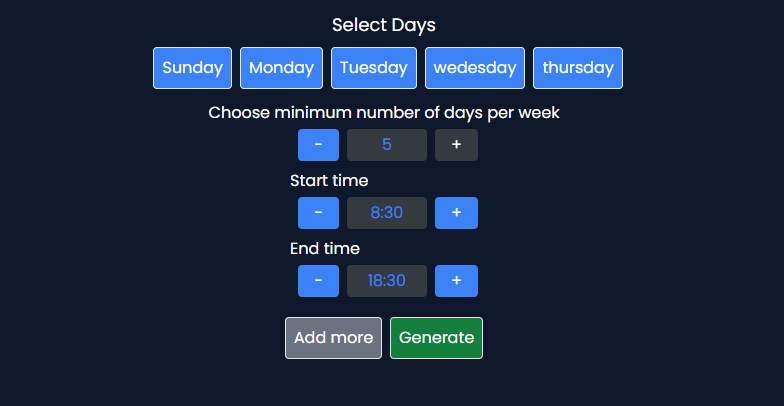 Select Days
Sunday Monday Tuesday wedesday thursday
Choose minimum number of days per week
- 5 +
Start time
- 8:30 +
End time
- 18:30 +
Add more Generate